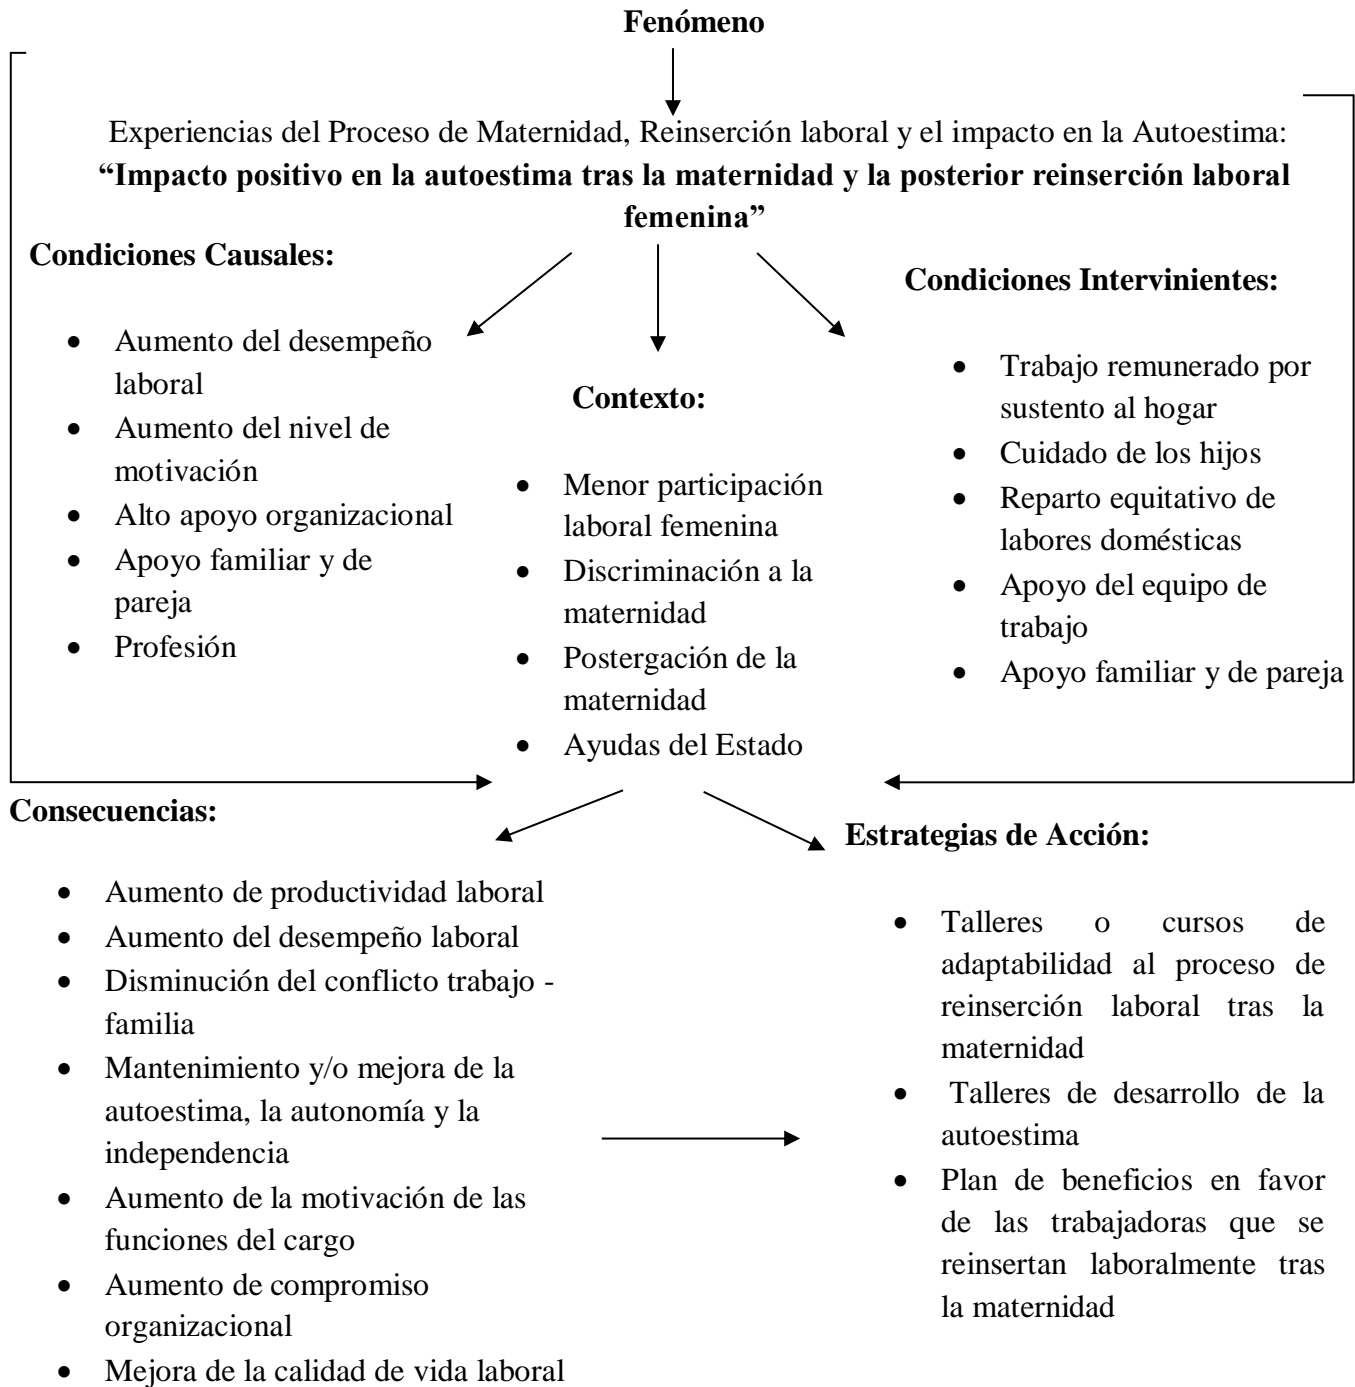 Fenómeno
Experiencias del Proceso de Maternidad, Reinserción laboral y el impacto en la Autoestima:
“Impacto positivo en la autoestima tras la maternidad y la posterior reinserción laboral
femenina”
Condiciones Causales:
• Aumento del desempeño
laboral
• Aumento del nivel de
motivación
• Alto apoyo organizacional
• Apoyo familiar y de
pareja
• Profesión
Contexto:
• Menor participación
laboral femenina
• Discriminación a la
maternidad
• Postergación de la
maternidad
• Ayudas del Estado
Condiciones Intervinientes:
• Trabajo remunerado por
sustento al hogar
• Cuidado de los hijos
• Reparto equitativo de
labores domésticas
• Apoyo del equipo de
trabajo
• Apoyo familiar y de pareja
Consecuencias:
• Aumento de productividad laboral
• Aumento del desempeño laboral
• Disminución del conflicto trabajo -
familia
• Mantenimiento y/o mejora de la
autoestima, la autonomía y la
independencia
• Aumento de la motivación de las
funciones del cargo
• Aumento de compromiso
organizacional
• Mejora de la calidad de vida laboral
Estrategias de Acción:
• Talleres o cursos de
adaptabilidad al proceso de
reinserción laboral tras la
maternidad
• Talleres de desarrollo de la
autoestima
• Plan de beneficios en favor
de las trabajadoras que se
reinsertan laboralmente tras
la maternidad